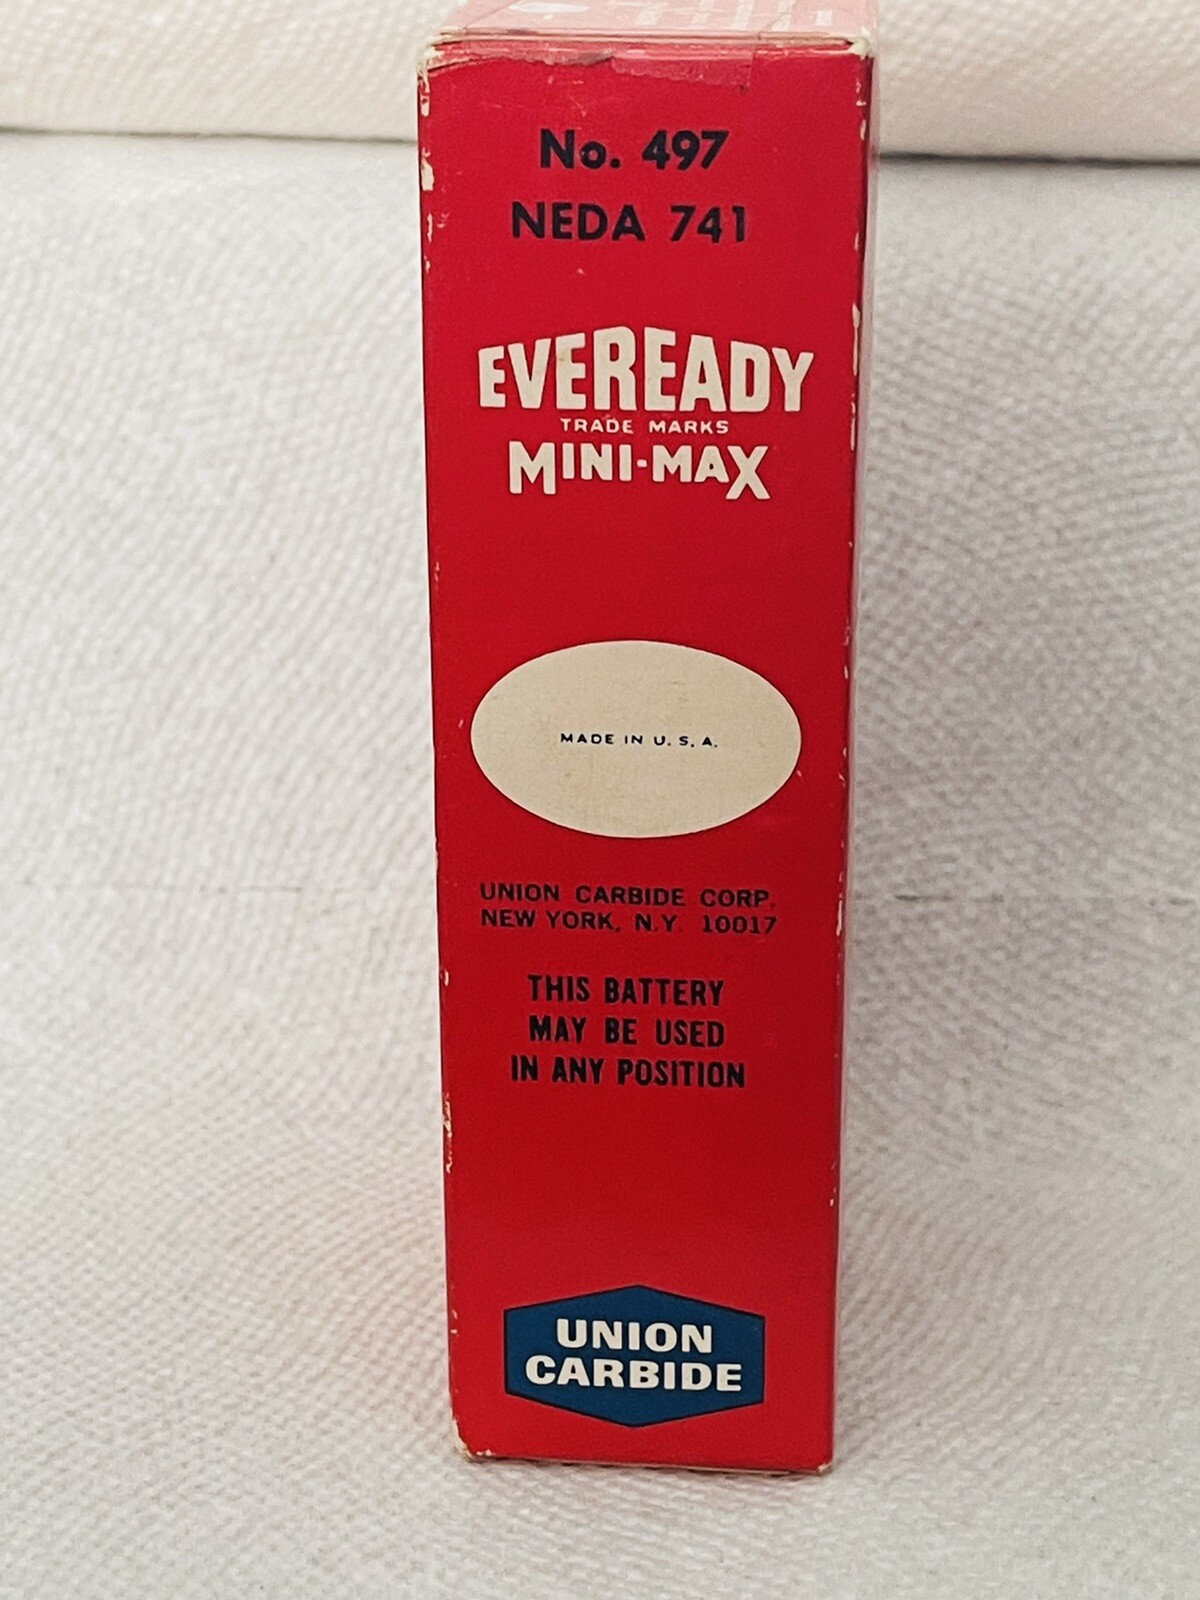 No. 497
NEDA 741
EVEREADY
TRADE MARKS
MINI-MAX
MADE IN U. S. A.
UNION CARBIDE CORP.
NEW YORK, N.Y. 10017
THIS BATTERY
MAY BE USED
IN ANY POSITION
UNION
CARBIDE